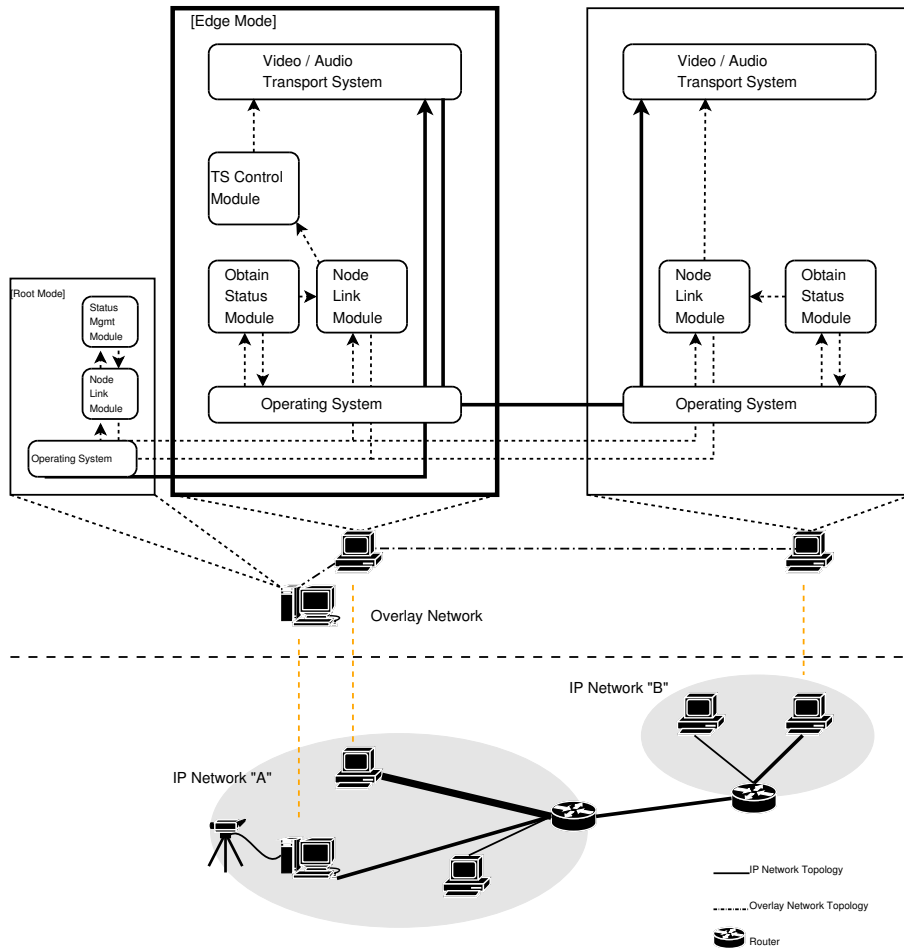 [Edge Mode]
Video / Audio
Transport System
TS Control
Module
Obtain
Status
Module
Node
Link
Module
Operating System
Video / Audio
Transport System
Node
Link
Module
Obtain
Status
Module
Operating System
[Root Mode]
Status
Mgmt
Module
Node
Link
Module
Operating System
Overlay Network
IP Network "B"
IP Network "A"
IP Network Topology
Overlay Network Topology
Router